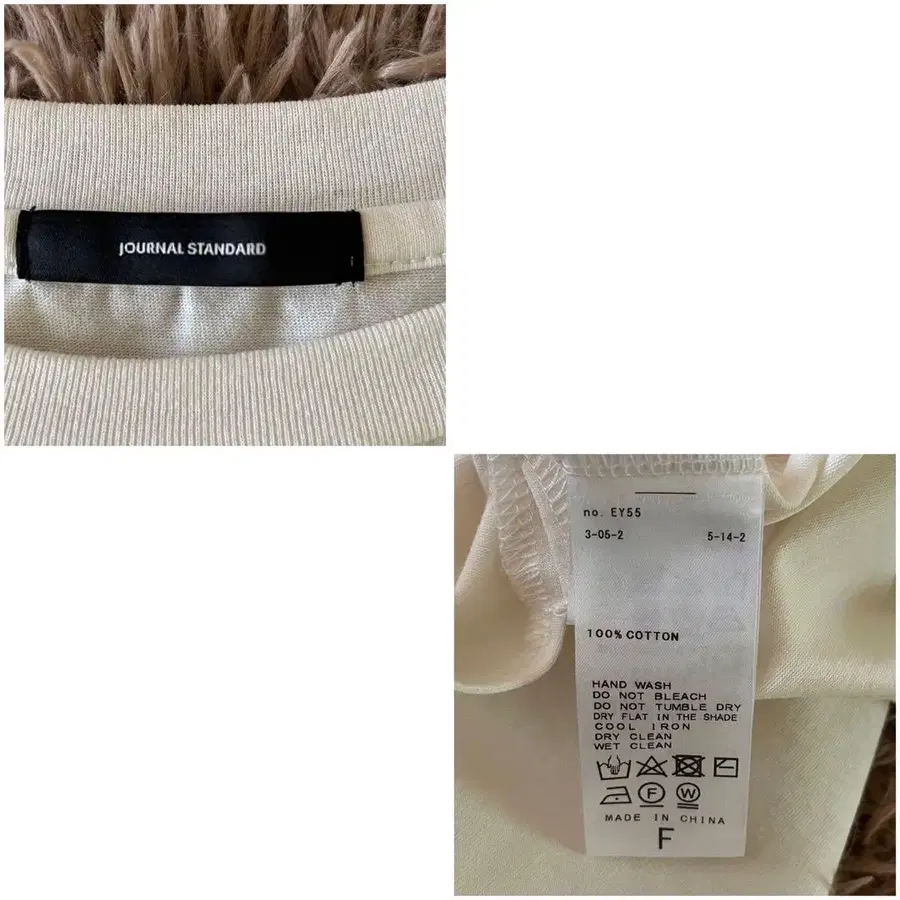 JOURNAL STANDARD
no. EY55
3-05-2 5-14-2
100% COTTON
HAND WASH
DO NOT BLEACH
DO NOT TUMBLE DRY
DRY FLAT IN THE SHADE
COOL IRON
DRY CLEAN
WET CLEAN
F W
MADE IN CHINA
F